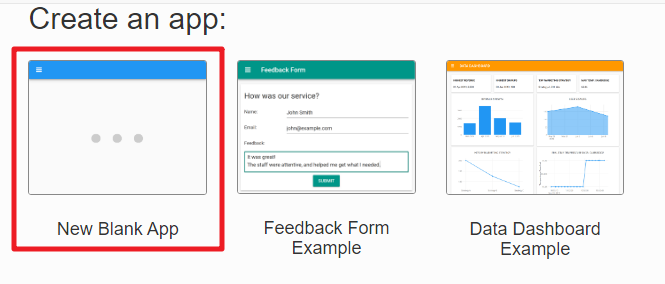 Create an app:
Feedback Form
DATA DASHBOARD
How was our service?
Name:
John Smith
Email:
john@example.com
Feedback:
It was great!
The staff were attentive, and helped me get what I needed.
SUBMIT
New Blank App
Feedback Form
Example
Data Dashboard
Example